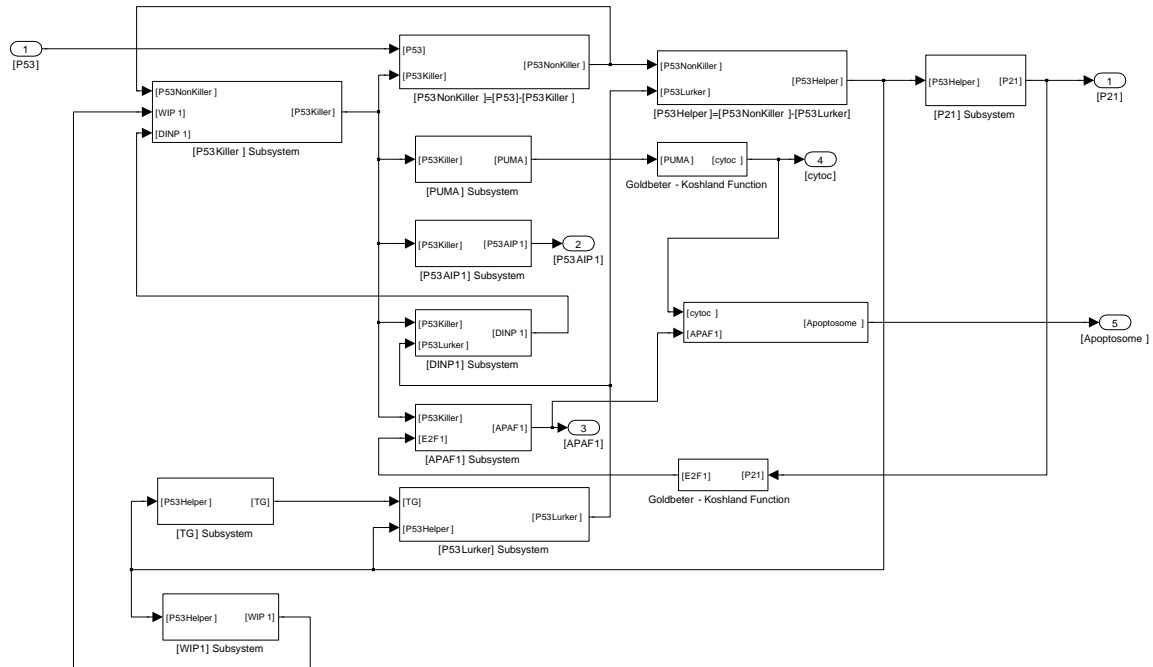 1
[P53]
[P53]
[P53Killer]
[P53NonKiller]
[P53NonKiller ]=[P53]-[P53Killer ]
[P53NonKiller]
[P53Lurker]
[P53Helper]
[P53Helper]=[P53NonKiller ]-[P53Lurker]
[P53Helper]
[P21]
[P21] Subsystem
1
[P21]
[P53NonKiller]
[WIP 1]
[DINP 1]
[P53Killer]
[P53Killer ] Subsystem
[P53Killer]
[PUMA]
[PUMA ] Subsystem
[PUMA]
[cytoc ]
Goldbeter - Koshland Function
4
[cytoc]
[P53Killer]
[P53AIP 1]
[P53AIP1] Subsystem
2
[P53AIP1]
[P53Killer]
[P53Lurker ]
[DINP 1]
[DINP1] Subsystem
[cytoc ]
[APAF1]
[Apoptosome ]
5
[Apoptosome ]
[P53Killer]
[E2F1]
[APAF1]
[APAF1] Subsystem
3
[APAF1]
[E2F1]
[P21]
Goldbeter - Koshland Function
[P53Helper]
[TG]
[TG] Subsystem
[TG]
[P53Helper]
[P53Lurker]
[P53Lurker] Subsystem
[P53Helper]
[WIP 1]
[WIP1] Subsystem